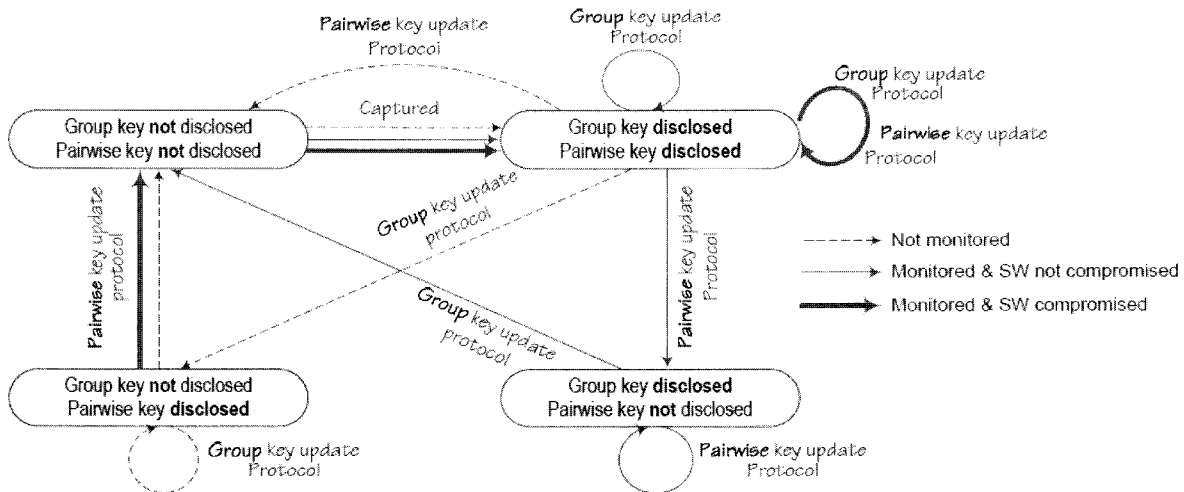 Pairwise key update
Protocol
Group key update
Protocol
Group key update
Protocol
Pairwise key update
Protocol
Captured
Group key not disclosed
Pairwise key not disclosed
Group key disclosed
Pairwise key disclosed
Pairwise key update
protocol
Group key update
protocol
Group key update
protocol
Pairwise key update
Protocol
Not monitored
Monitored & SW not compromised
Monitored & SW compromised
Group key not disclosed
Pairwise key disclosed
Group key disclosed
Pairwise key not disclosed
Group key update
Protocol
Pairwise key update
Protocol